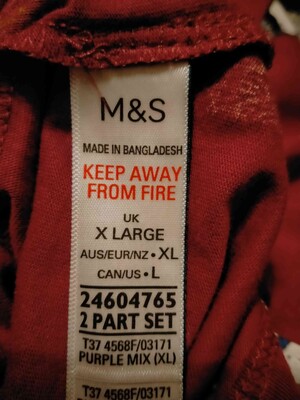 M&S
MADE IN BANGLADESH
KEEP AWAY
FROM FIRE
UK
X LARGE
AUS/EUR/NZ • XL
CAN/US • L
24604765
2 PART SET
T37 4568F/03171
PURPLE MIX (XL)
T37 4568F/03171